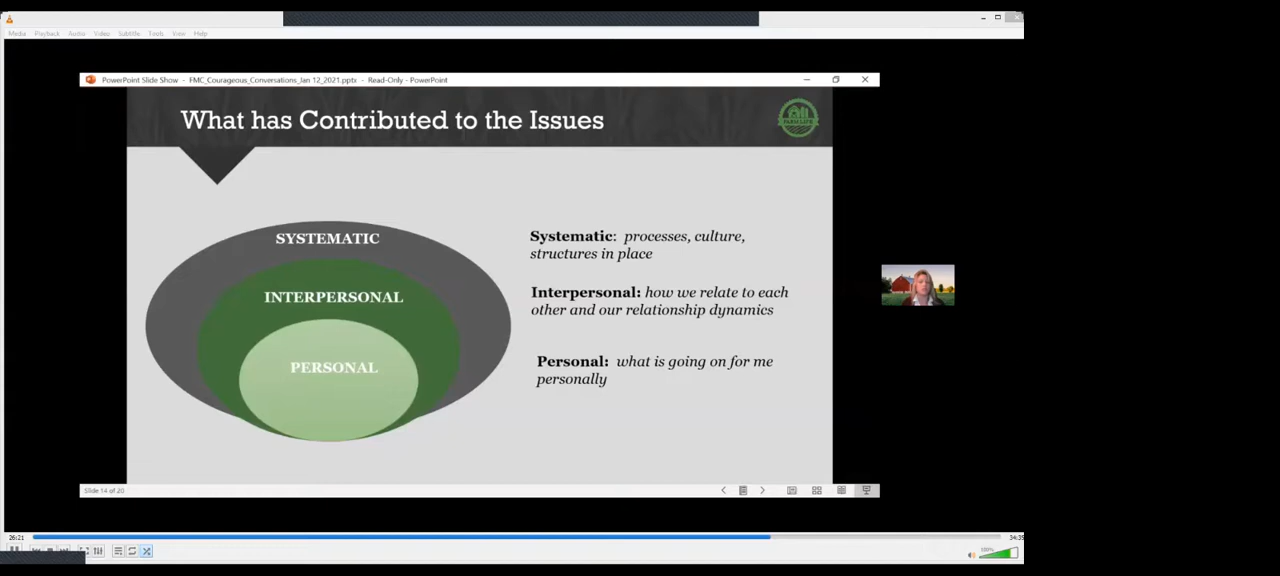 Media Playback Audio Video Subtitle Tools View Help
PowerPoint Slide Show - FMC_Courageous_Conversations_Jan 12_2021.pptx - Read-Only - PowerPoint
What has Contributed to the Issues
SYSTEMATIC
INTERPERSONAL
PERSONAL
Systematic: processes, culture,
structures in place
Interpersonal: how we relate to each
other and our relationship dynamics
Personal: what is going on for me
personally
Slide 14 of 20
26:21
34:35
100%